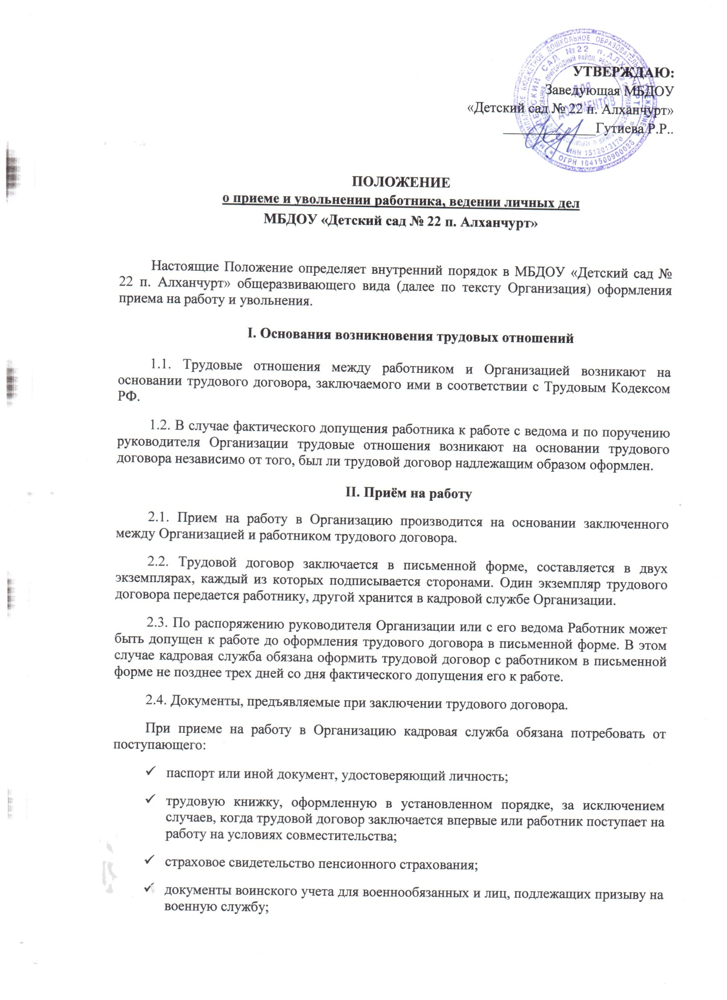 УТВЕРЖДАЮ:
Заведующая МБДОУ
«Детский сад № 22 п. Алханчурт»
_____________Гутиева Р.Р..
ДЛЯ
ДОКУМЕНТОВ
ДЕТСКИЙ САД №22 п.АЛХАНЧУРТ
ИНН 1512013170
ОГРН 1041500900088
ПОЛОЖЕНИЕ
о приеме и увольнении работника, ведении личных дел
МБДОУ «Детский сад № 22 п. Алханчурт»
Настоящие Положение определяет внутренний порядок в МБДОУ «Детский сад №
22 п. Алханчурт» общеразвивающего вида (далее по тексту Организация) оформления
приема на работу и увольнения.
I. Основания возникновения трудовых отношений
1.1. Трудовые отношения между работником и Организацией возникают на
основании трудового договора, заключаемого ими в соответствии с Трудовым Кодексом
РФ.
1.2. В случае фактического допущения работника к работе с ведома и по поручению
руководителя Организации трудовые отношения возникают на основании трудового
договора независимо от того, был ли трудовой договор надлежащим образом оформлен.
II. Приём на работу
2.1. Прием на работу в Организацию производится на основании заключенного
между Организацией и работником трудового договора.
2.2. Трудовой договор заключается в письменной форме, составляется в двух
экземплярах, каждый из которых подписывается сторонами. Один экземпляр трудового
договора передается работнику, другой хранится в кадровой службе Организации.
2.3. По распоряжению руководителя Организации или с его ведома Работник может
быть допущен к работе до оформления трудового договора в письменной форме. В этом
случае кадровая служба обязана оформить трудовой договор с работником в письменной
форме не позднее трех дней со дня фактического допущения его к работе.
2.4. Документы, предъявляемые при заключении трудового договора.
При приеме на работу в Организацию кадровая служба обязана потребовать от
поступающего:
✓ паспорт или иной документ, удостоверяющий личность;
✓ трудовую книжку, оформленную в установленном порядке, за исключением
случаев, когда трудовой договор заключается впервые или работник поступает на
работу на условиях совместительства;
✓ страховое свидетельство пенсионного страхования;
✓ документы воинского учета для военнообязанных и лиц, подлежащих призыву на
военную службу;